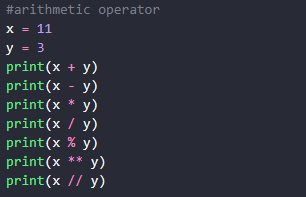 #arithmetic operator
x = 11
y = 3
print(x + y)
print(x - y)
print(x * y)
print(x / y)
print(x % y)
print(x ** y)
print(x // y)